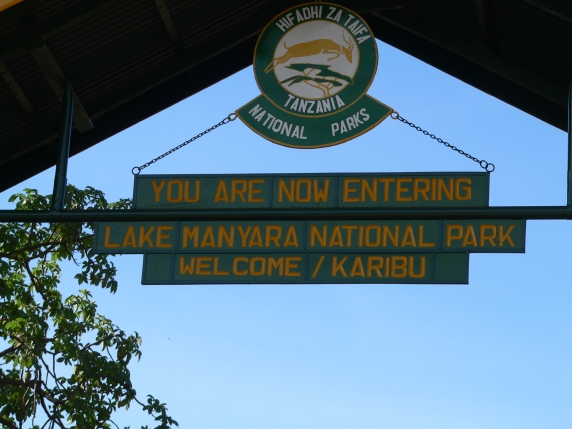 HIFADHI ZA TAIFA
TANZANIA
NATIONAL PARKS
YOU ARE NOW ENTERING
LAKE MANYARA NATIONAL PARK
WELCOME / KARIBU